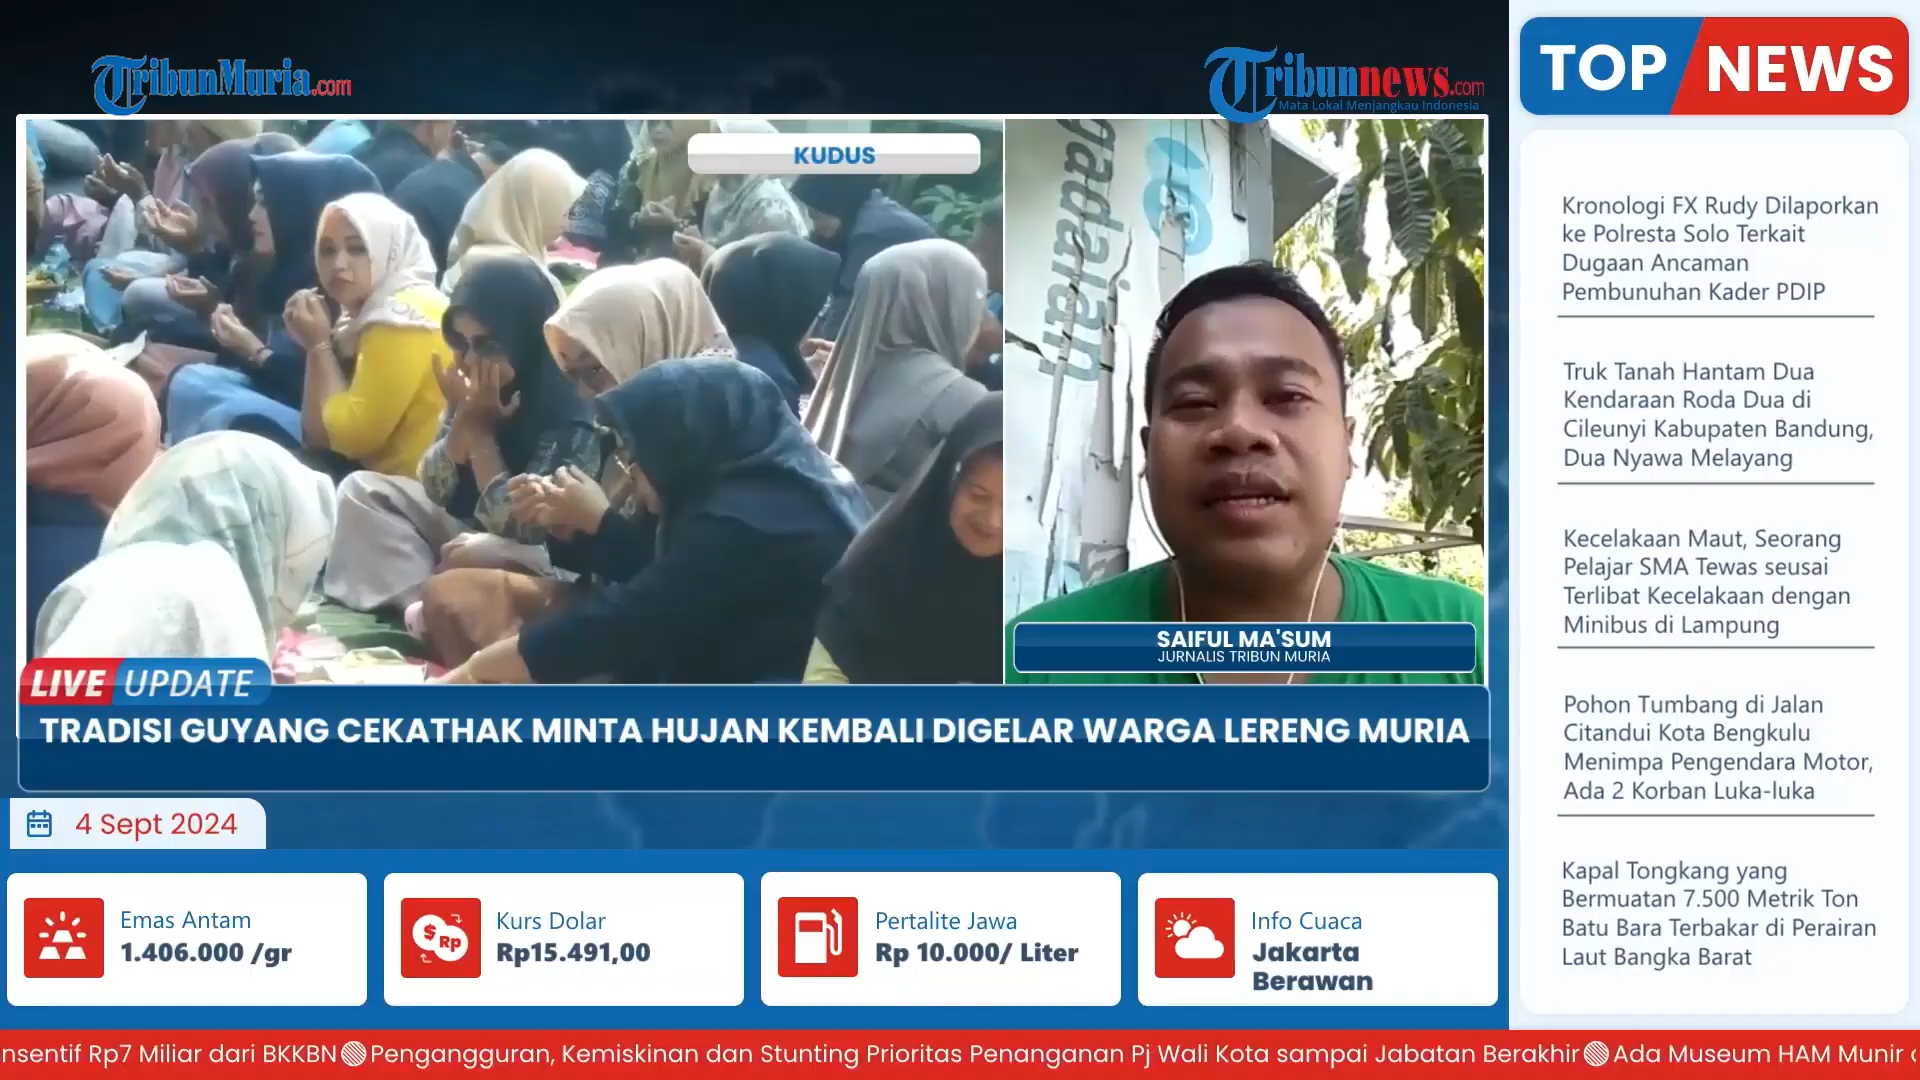 TribunMuria.com
Tribunnews.com
Mata Lokal Menjangkau Indonesia
KUDUS
gadaian
SAIFUL MA'SUM
JURNALIS TRIBUN MURIA
LIVE UPDATE
TRADISI GUYANG CEKATHAK MINTA HUJAN KEMBALI DIGELAR WARGA LERENG MURIA
4 Sept 2024
Emas Antam
1.406.000 /gr
Kurs Dolar
Rp15.491,00
Pertalite Jawa
Rp 10.000/ Liter
Info Cuaca
Jakarta
Berawan
TOP NEWS
Kronologi FX Rudy Dilaporkan
ke Polresta Solo Terkait
Dugaan Ancaman
Pembunuhan Kader PDIP
Truk Tanah Hantam Dua
Kendaraan Roda Dua di
Cileunyi Kabupaten Bandung,
Dua Nyawa Melayang
Kecelakaan Maut, Seorang
Pelajar SMA Tewas seusai
Terlibat Kecelakaan dengan
Minibus di Lampung
Pohon Tumbang di Jalan
Citandui Kota Bengkulu
Menimpa Pengendara Motor,
Ada 2 Korban Luka-luka
Kapal Tongkang yang
Bermuatan 7.500 Metrik Ton
Batu Bara Terbakar di Perairan
Laut Bangka Barat
nsentif Rp7 Miliar dari BKKBN Pengangguran, Kemiskinan dan Stunting Prioritas Penanganan Pj Wali Kota sampai Jabatan Berakhir Ada Museum HAM Munir